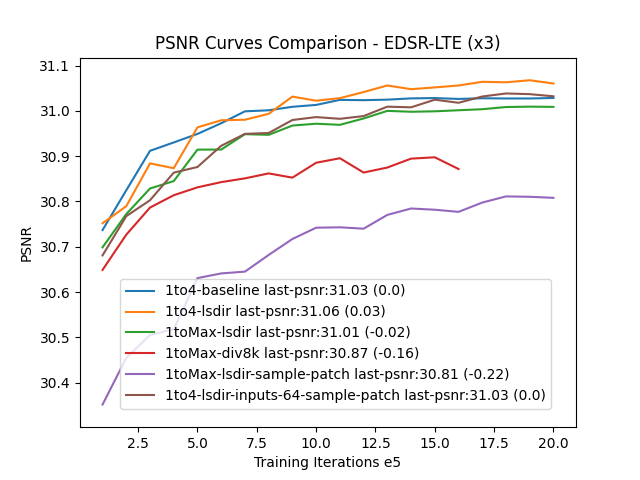 PSNR Curves Comparison - EDSR-LTE (x3)
31.1
31.0
30.9
30.8
30.7
30.6
30.5
30.4
PSNR
1to4-baseline last-psnr:31.03 (0.0)
1to4-lsdir last-psnr:31.06 (0.03)
1toMax-lsdir last-psnr:31.01 (-0.02)
1toMax-div8k last-psnr:30.87 (-0.16)
1toMax-lsdir-sample-patch last-psnr:30.81 (-0.22)
1to4-lsdir-inputs-64-sample-patch last-psnr:31.03 (0.0)
2.5 5.0 7.5 10.0 12.5 15.0 17.5 20.0
Training Iterations e5